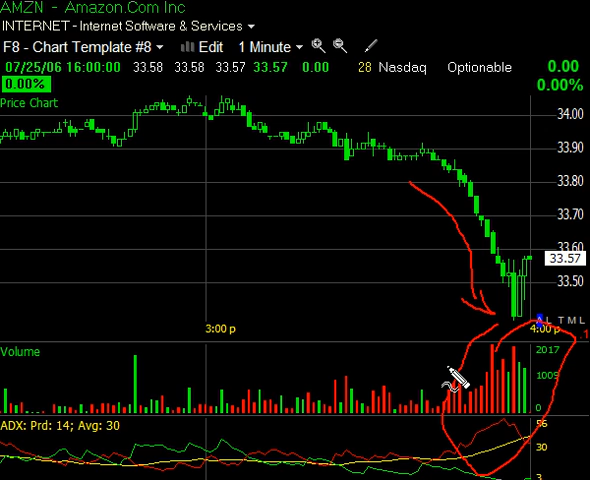 AMZN - Amazon.Com Inc
INTERNET - Internet Software & Services
F8 - Chart Template #8 Edit 1 Minute
07/25/06 16:00:00 33.58 33.58 33.57 33.57 0.00 28 Nasdaq Optionable 0.00
0.00% 0.00%
Price Chart
34.00
33.90
33.80
33.70
33.60
33.57
33.50
A L T M L
3:00 p 4:00 p
.1
Volume 2017
1009
0
ADX: Prd: 14; Avg: 30
56
30
3